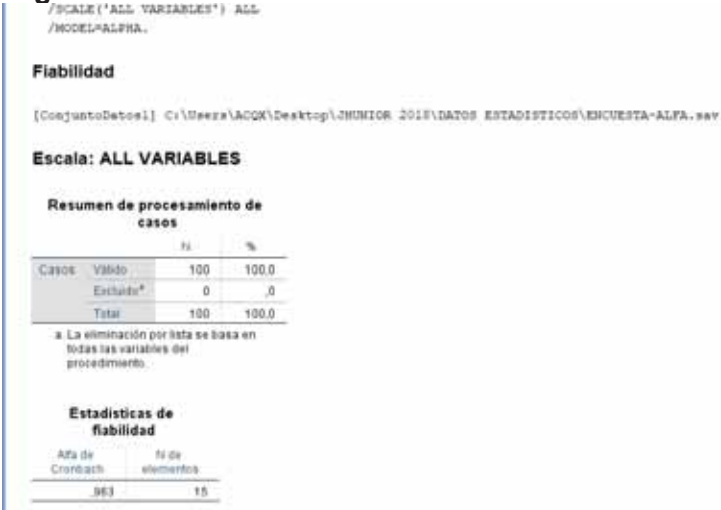 /SCALE('ALL VARIABLES') ALL
/MODEL=ALPHA.
Fiabilidad
[ConjuntoDatos1] C:\Users\ACQX\Desktop\JHUNIOR 2018\DATOS ESTADISTICOS\ENCUESTA-ALFA.sav
Escala: ALL VARIABLES
Resumen de procesamiento de
casos
N %
Casos Válido 100 100,0
Excluido a 0 ,0
Total 100 100,0
a. La eliminación por lista se basa en
todas las variables del
procedimiento.
Estadísticas de
fiabilidad
Alfa de
Cronbach
N de
elementos
,963 15